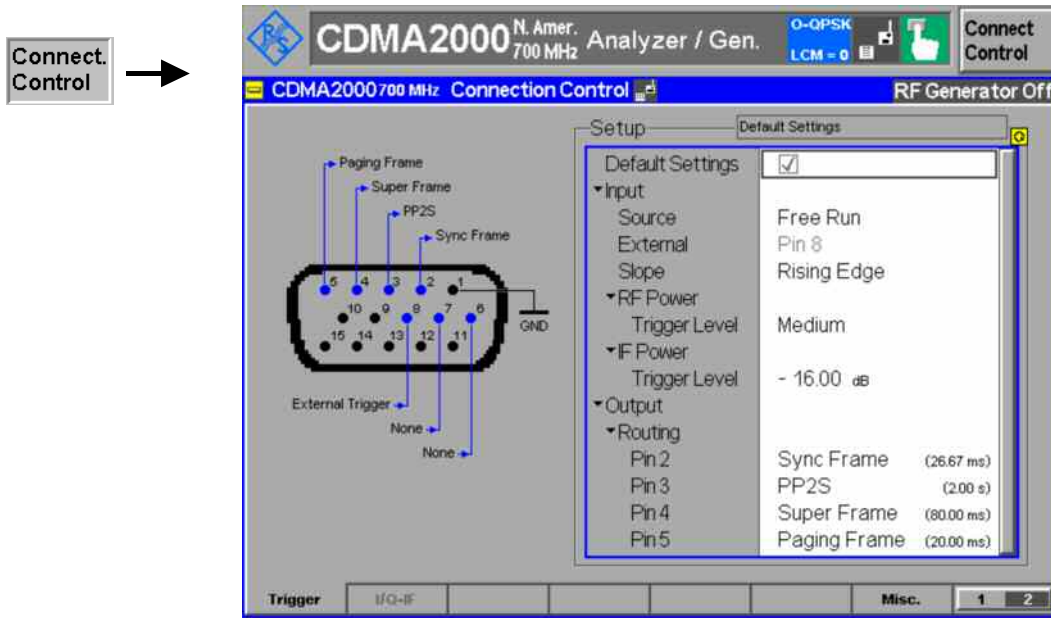 Connect.
Control
R&S
CDMA2000 N. Amer. 700 MHz Analyzer / Gen.
O-QPSK
LCM = 0
Connect
Control
CDMA2000 700 MHz Connection Control
RF Generator Off
Setup
Default Settings
Default Settings
Input
Source Free Run
External Pin 8
Slope Rising Edge
RF Power
Trigger Level Medium
IF Power
Trigger Level - 16.00 dB
Output
Routing
Pin 2 Sync Frame (26.67 ms)
Pin 3 PP2S (2.00 s)
Pin 4 Super Frame (80.00 ms)
Pin 5 Paging Frame (20.00 ms)
Paging Frame
Super Frame
PP2S
Sync Frame
5 4 3 2 1
10 9 8 7 6
15 14 13 12 11
GND
External Trigger
None
None
Trigger I/Q-IF Misc. 1 2